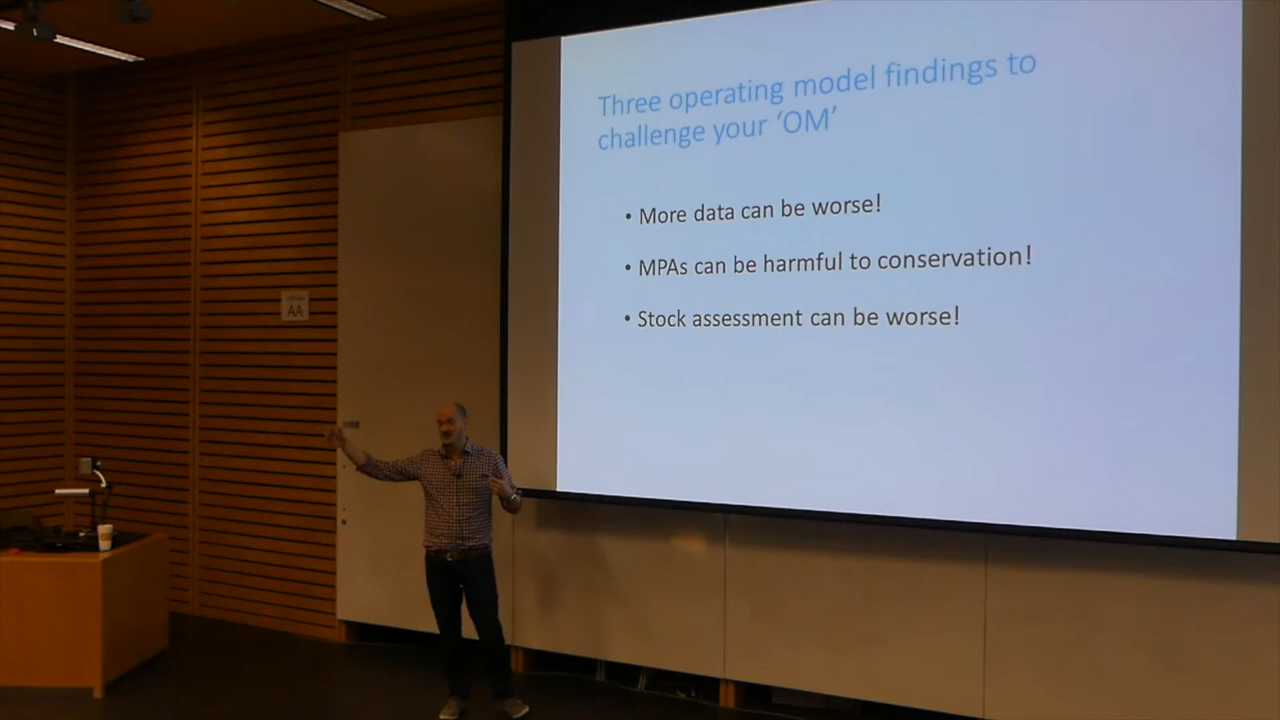 Three operating model findings to
challenge your ‘OM’
• More data can be worse!
• MPAs can be harmful to conservation!
• Stock assessment can be worse!
AA